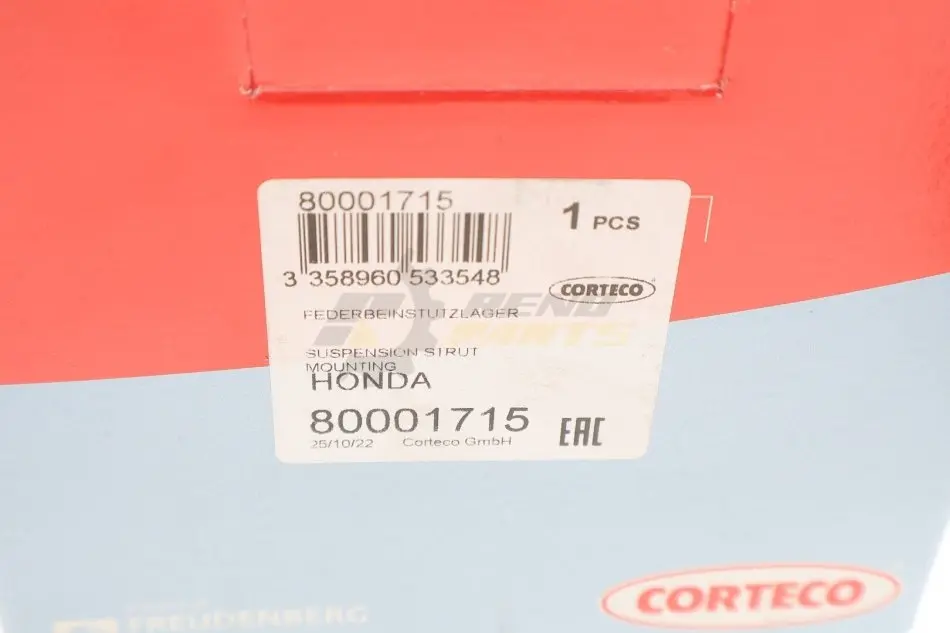 80001715
1 PCS
3 358960 533548
CORTECO
FEDERBEINSTUTZLAGER
PARTS
SUSPENSION STRUT
MOUNTING
HONDA
80001715
25/10/22 Corteco GmbH
EAC
CORTECO
FREUDENBERG